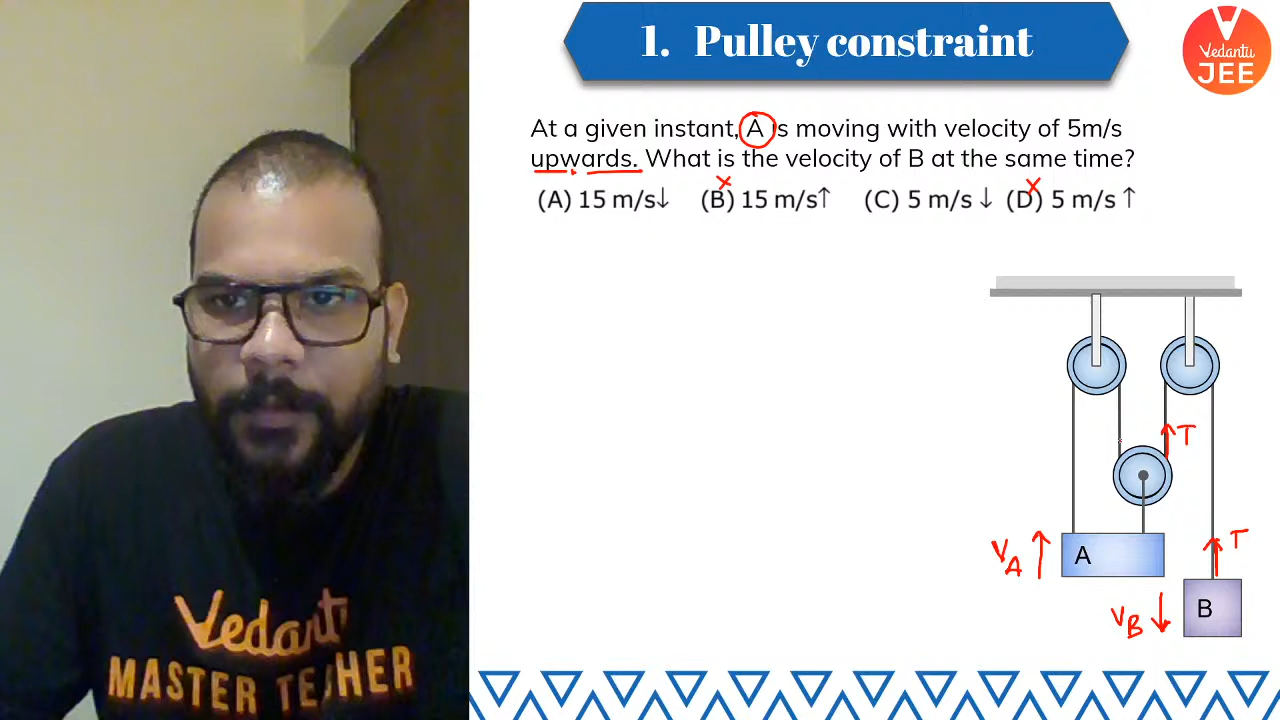 1. Pulley constraint
Vedantu
JEE
At a given instant, A is moving with velocity of 5m/s
upwards. What is the velocity of B at the same time?
(A) 15 m/s↓ (B) 15 m/s↑ (C) 5 m/s ↓ (D) 5 m/s ↑
T
T
V_A
A
V_B
B
Vedantu
MASTER TEACHER